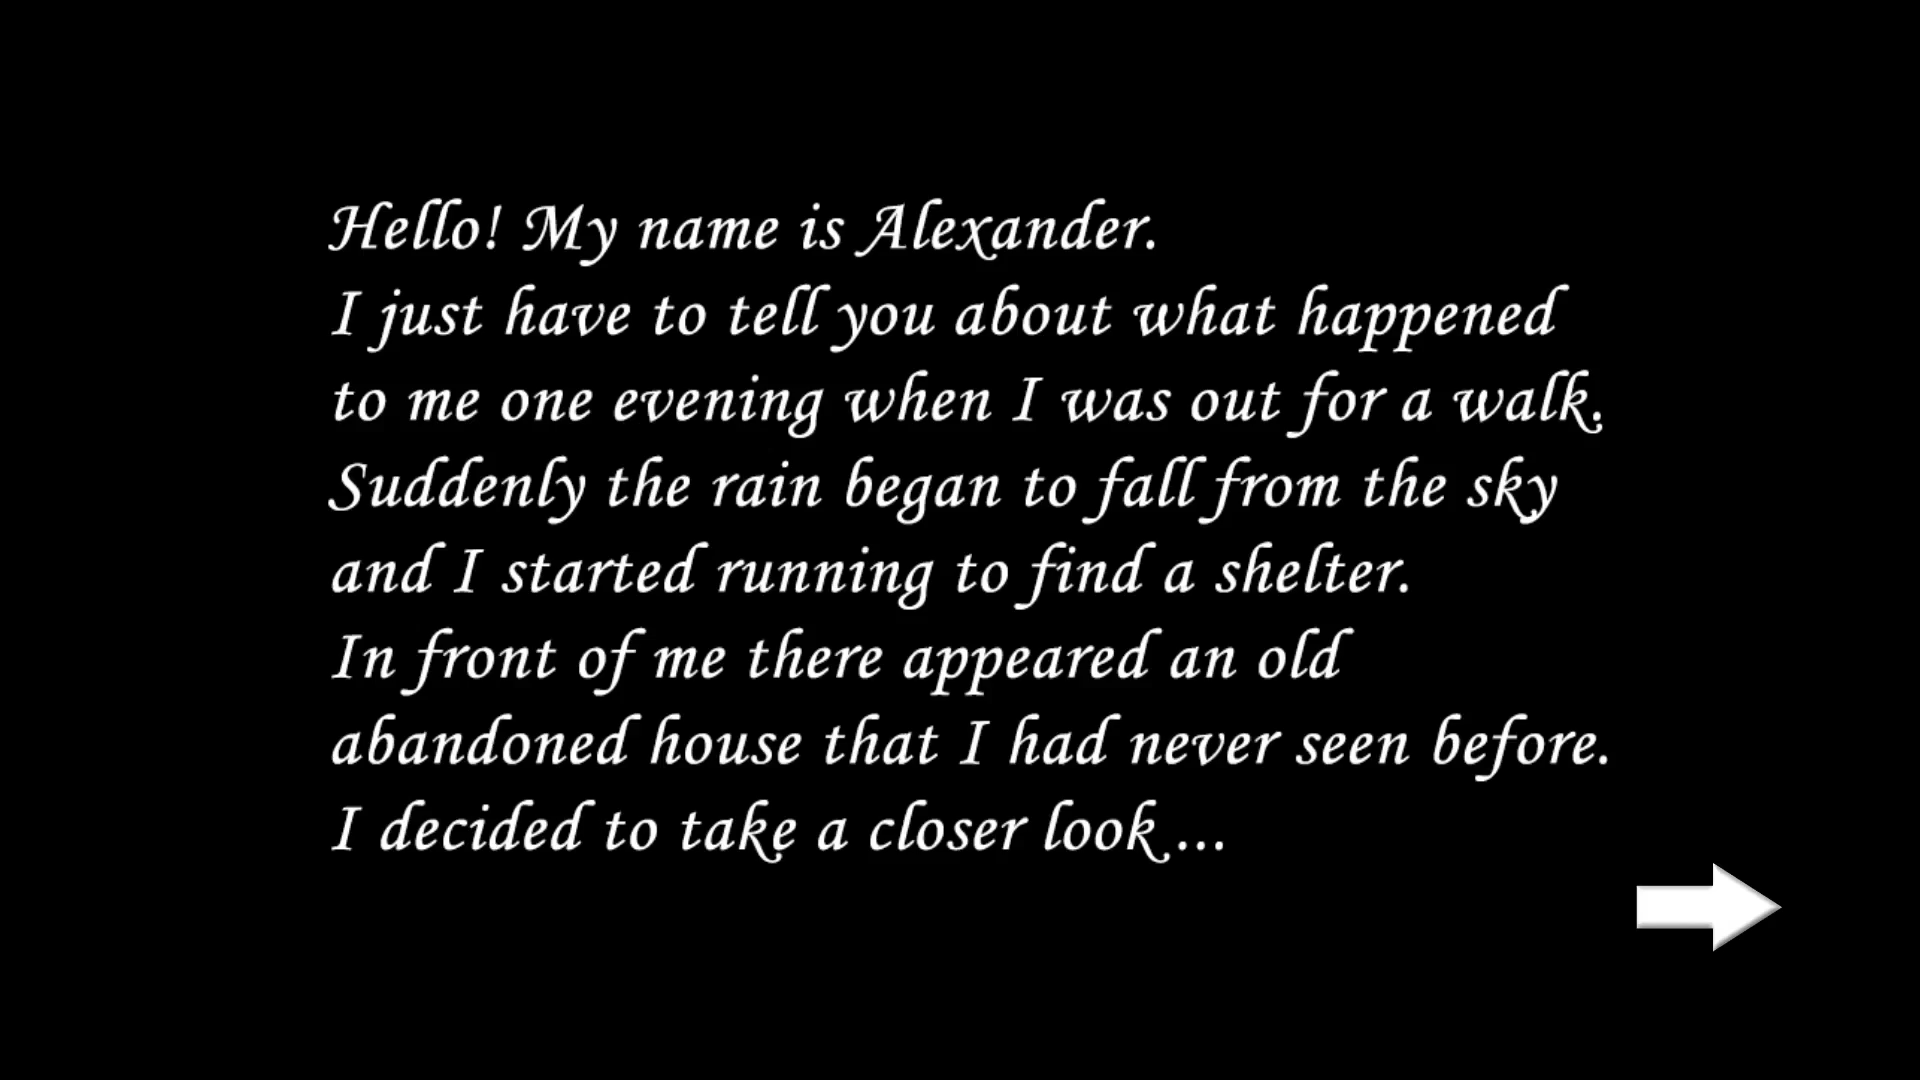 Hello! My name is Alexander.
I just have to tell you about what happened
to me one evening when I was out for a walk.
Suddenly the rain began to fall from the sky
and I started running to find a shelter.
In front of me there appeared an old
abandoned house that I had never seen before.
I decided to take a closer look...